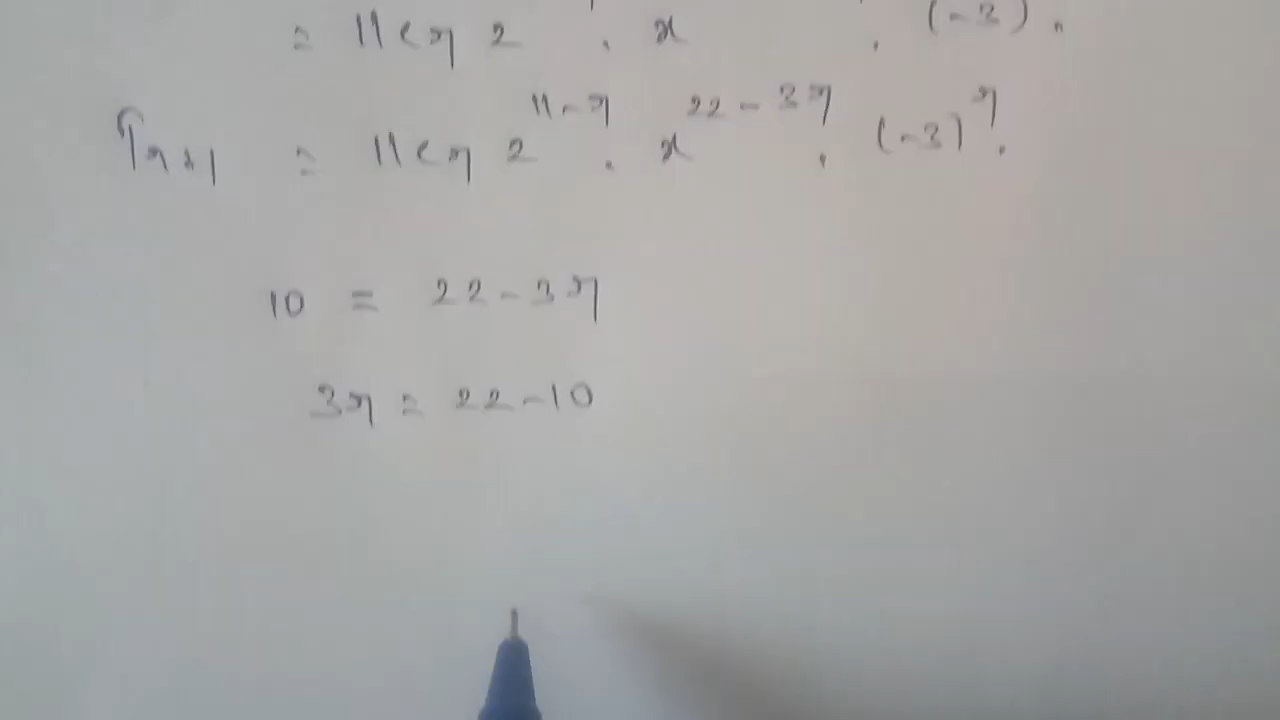 = 11Cr 2 . x . (-3) .
Tr+1 = 11Cr 2^11-r . x^22-3r . (-3)^r .
10 = 22-3r
3r = 22-10